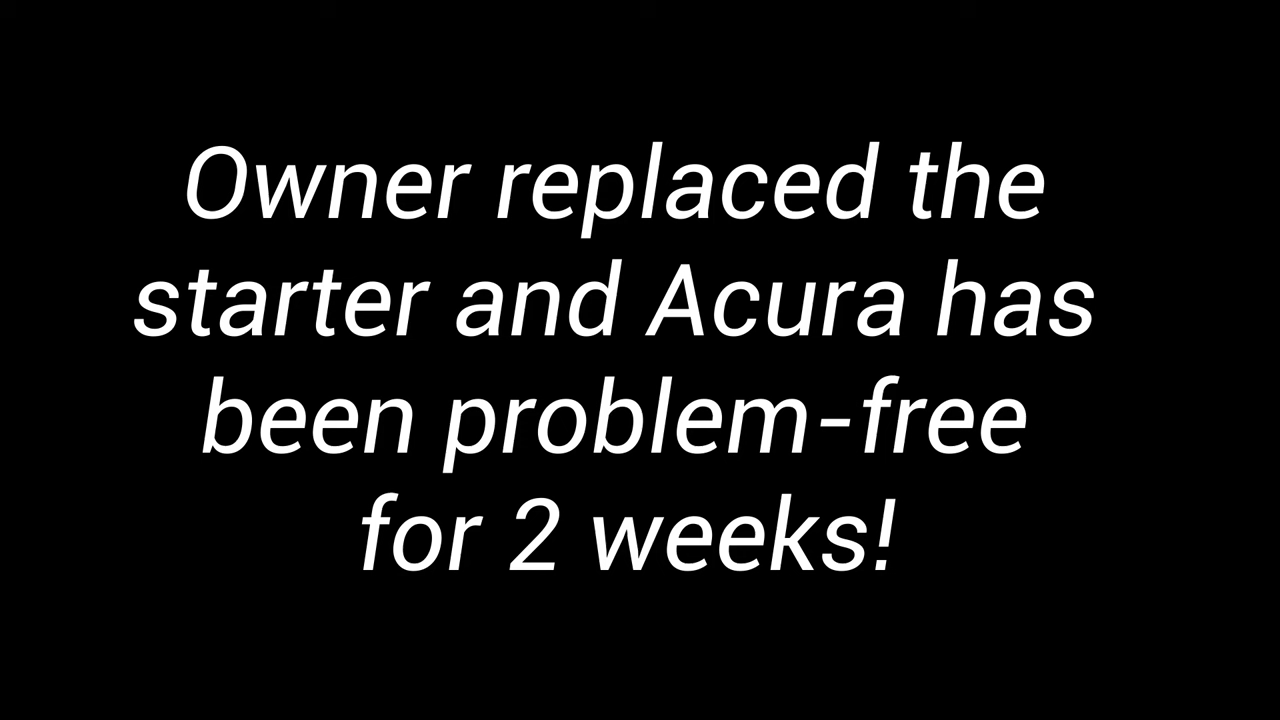 Owner replaced the
starter and Acura has
been problem-free
for 2 weeks!